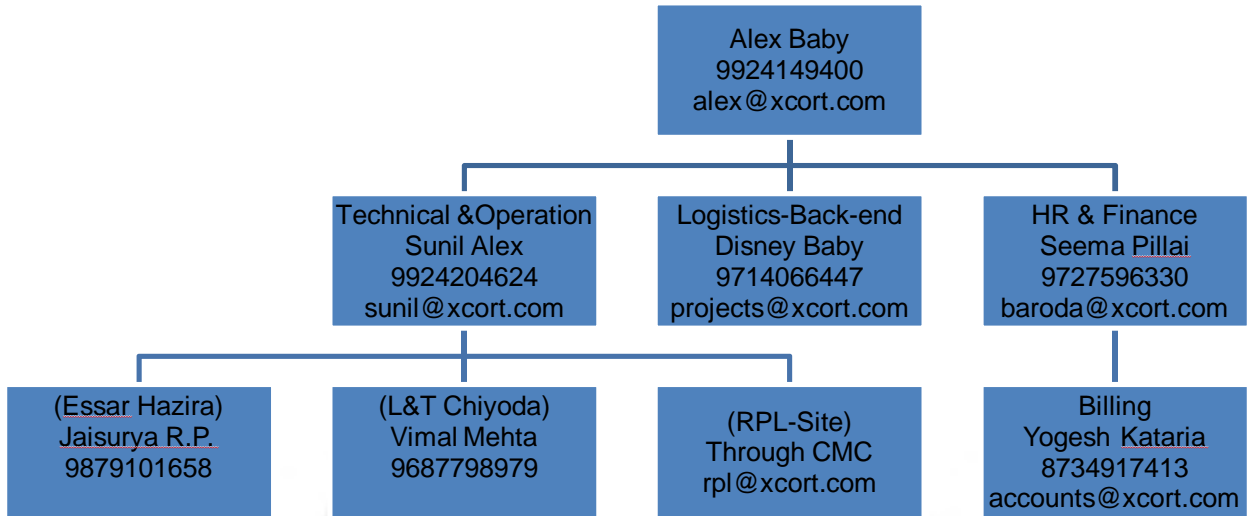 Alex Baby
9924149400
alex@xcort.com
Technical &Operation
Sunil Alex
9924204624
sunil@xcort.com
Logistics-Back-end
Disney Baby
9714066447
projects@xcort.com
HR & Finance
Seema Pillai
9727596330
baroda@xcort.com
(Essar Hazira)
Jaisurya R.P.
9879101658
(L&T Chiyoda)
Vimal Mehta
9687798979
(RPL-Site)
Through CMC
rpl@xcort.com
Billing
Yogesh Kataria
8734917413
accounts@xcort.com